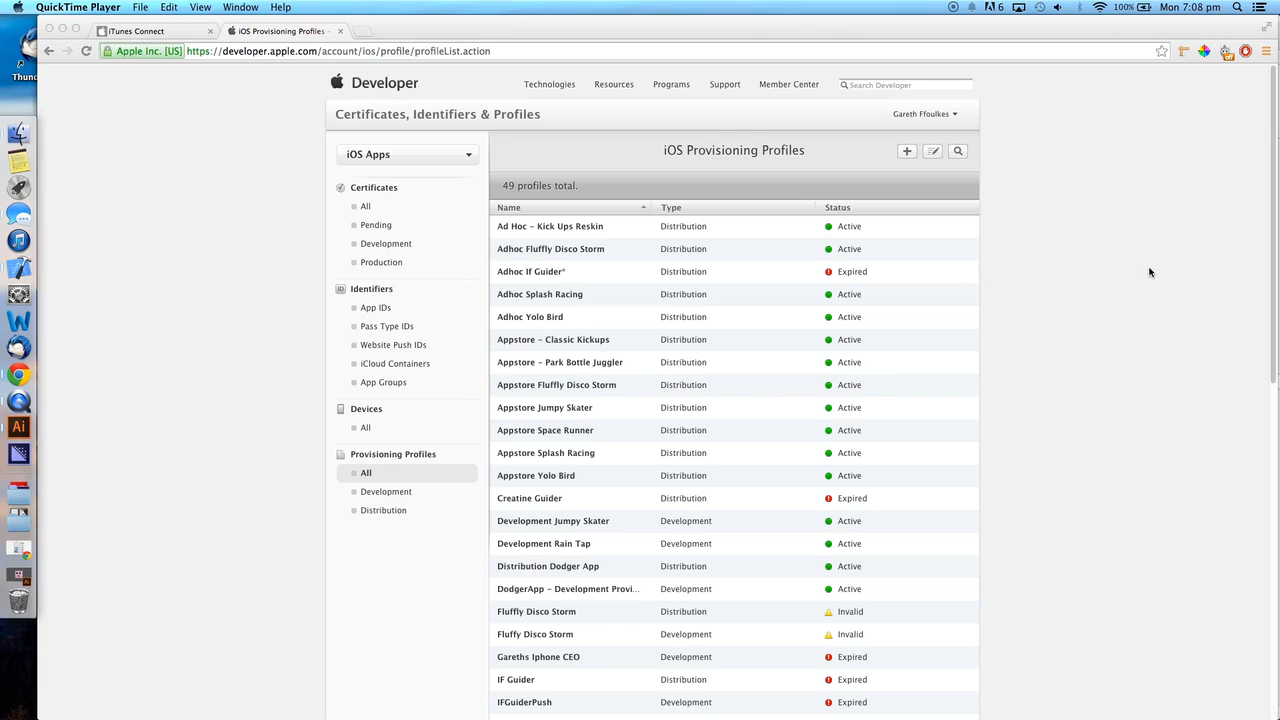 QuickTime Player File Edit View Window Help
6 100% Mon 7:08 pm
iTunes Connect
iOS Provisioning Profiles -
Apple Inc. [US] https://developer.apple.com/account/ios/profile/profileList.action
Developer
Technologies Resources Programs Support Member Center Search Developer
Certificates, Identifiers & Profiles
Gareth Ffoulkes
iOS Apps
iOS Provisioning Profiles
Certificates
All
Pending
Development
Production
Identifiers
App IDs
Pass Type IDs
Website Push IDs
iCloud Containers
App Groups
Devices
All
Provisioning Profiles
All
Development
Distribution
49 profiles total.
Name Type Status
Ad Hoc - Kick Ups Reskin Distribution Active
Adhoc Fluffly Disco Storm Distribution Active
Adhoc If Guider* Distribution Expired
Adhoc Splash Racing Distribution Active
Adhoc Yolo Bird Distribution Active
Appstore - Classic Kickups Distribution Active
Appstore - Park Bottle Juggler Distribution Active
Appstore Fluffly Disco Storm Distribution Active
Appstore Jumpy Skater Distribution Active
Appstore Space Runner Distribution Active
Appstore Splash Racing Distribution Active
Appstore Yolo Bird Distribution Active
Creatine Guider Distribution Expired
Development Jumpy Skater Development Active
Development Rain Tap Development Active
Distribution Dodger App Distribution Active
DodgerApp - Development Provi... Development Active
Fluffly Disco Storm Distribution Invalid
Fluffy Disco Storm Development Invalid
Gareths Iphone CEO Development Expired
IF Guider Distribution Expired
IFGuiderPush Development Expired
Thund
Ai